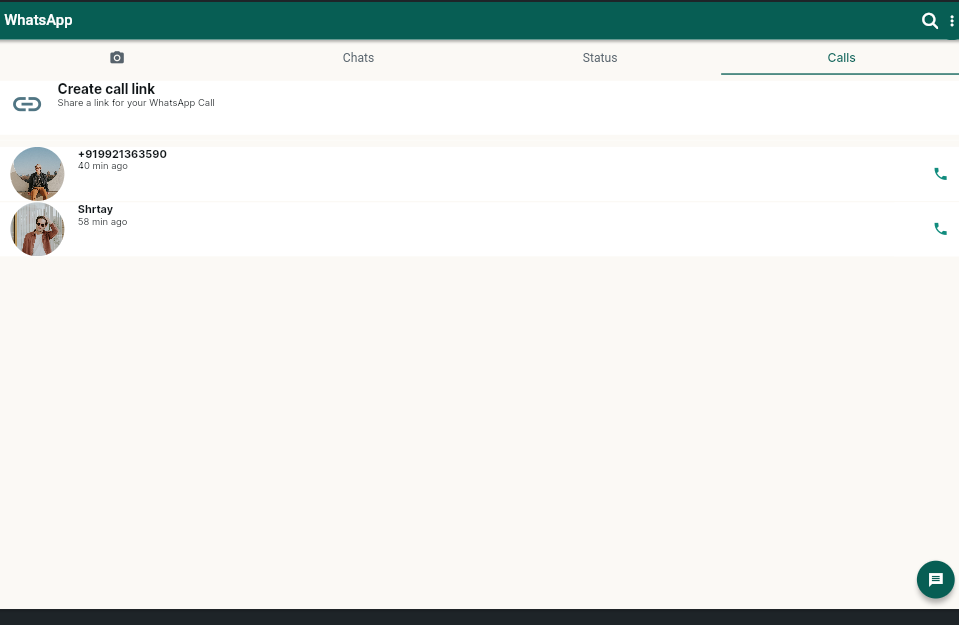 WhatsApp
Chats
Status
Calls
Create call link
Share a link for your WhatsApp Call
+919921363590
40 min ago
Shrtay
58 min ago